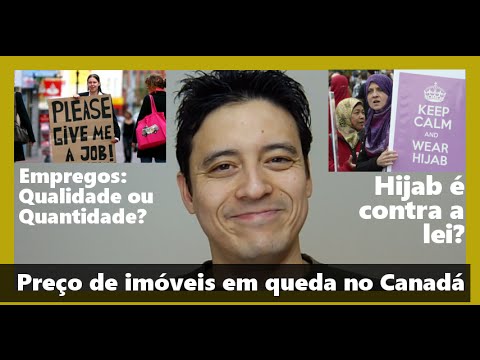 PLEASE
GIVE ME
A JOB!
KEEP
CALM
AND
WEAR
HIJAB
Empregos:
Qualidade ou
Quantidade?
Hijab é
contra a
lei?
Preço de imóveis em queda no Canadá